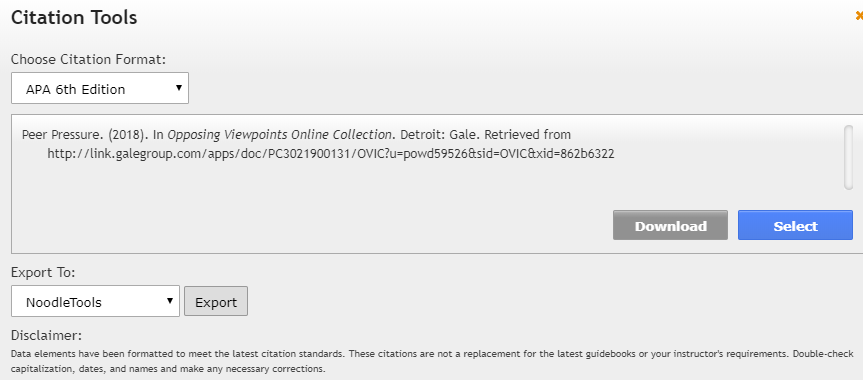 Citation Tools
Choose Citation Format:
APA 6th Edition
Peer Pressure. (2018). In Opposing Viewpoints Online Collection. Detroit: Gale. Retrieved from
http://link.galegroup.com/apps/doc/PC3021900131/OVIC?u=powd59526&sid=OVIC&xid=862b6322
Download Select
Export To:
NoodleTools Export
Disclaimer:
Data elements have been formatted to meet the latest citation standards. These citations are not a replacement for the latest guidebooks or your instructor's requirements. Double-check
capitalization, dates, and names and make any necessary corrections.